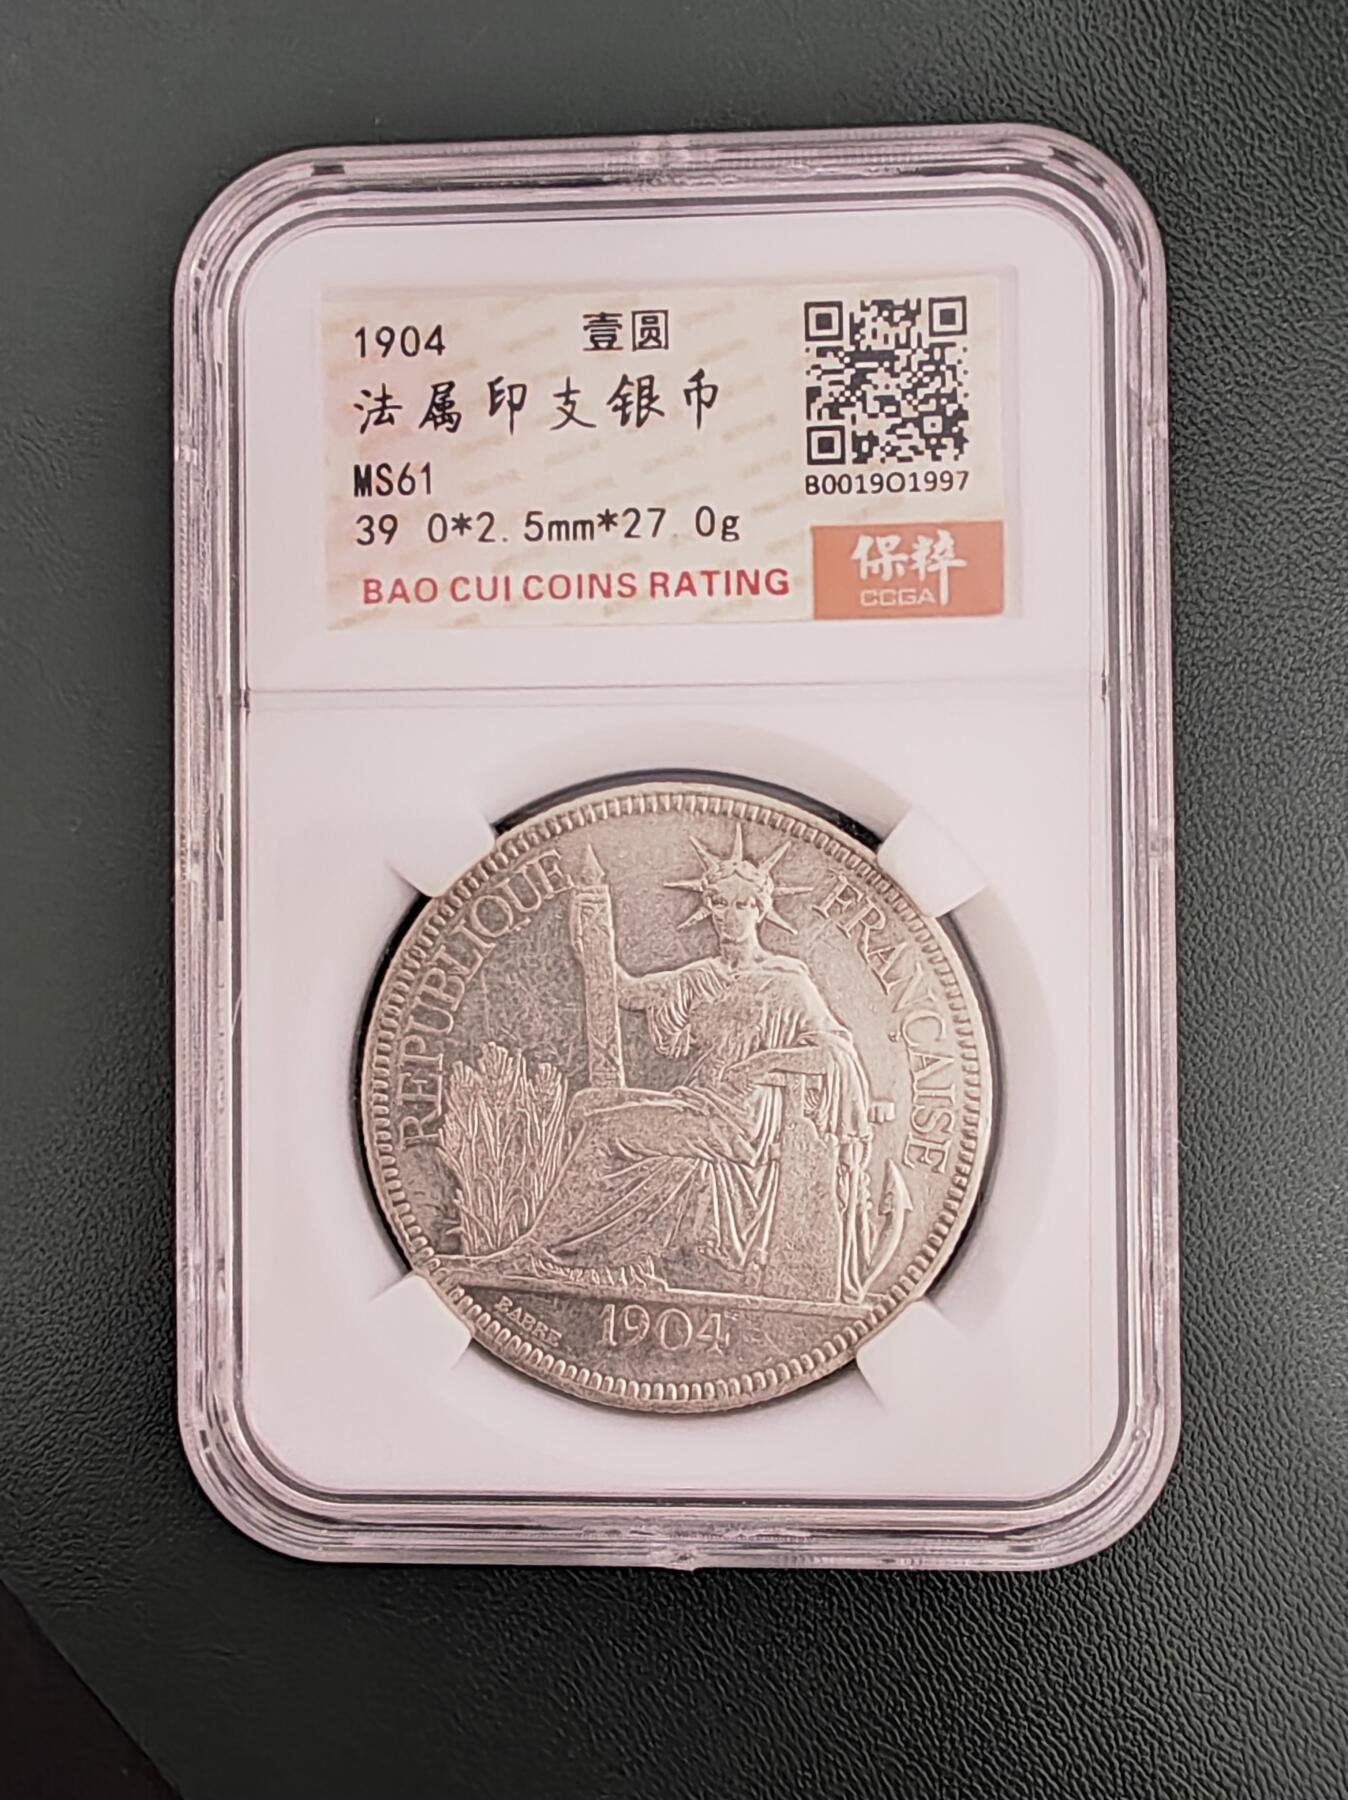 1904 壹圆
法属印支银币
MS61
39 0*2. 5mm*27. 0g
BAO CUI COINS RATING
B0019O1997
保粹
CCGA
REPUBLIQUE FRANÇAISE
BARRE
1904